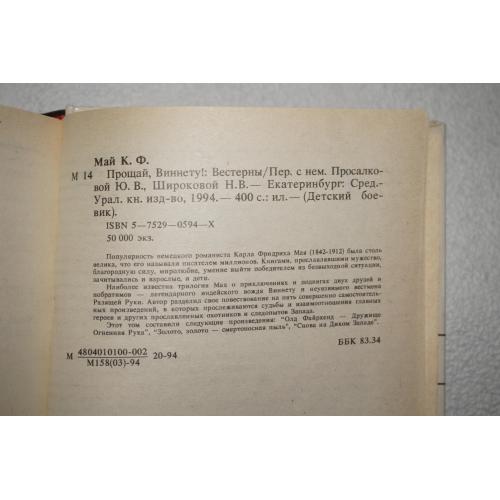 Май К. Ф.
М 14 Прощай, Виннету!: Вестерны/Пер. с нем. Просалко-
вой Ю. В., Широковой Н.В.— Екатеринбург: Сред.-
Урал. кн. изд-во, 1994.— 400 с.: ил.— (Детский бое-
вик).
ISBN 5—7529—0594—X
50 000 экз.
Популярность немецкого романиста Карла Фридриха Мая (1842-1912) была столь
велика, что его называли писателем миллионов. Книгами, прославлявшими мужество,
благородную силу, миролюбие, умение выйти победителем из безвыходной ситуации,
зачитывались и взрослые, и дети.
Наиболее известна трилогия Мая о приключениях и подвигах двух друзей и
побратимов — легендарного индейского вождя Виннету и неуязвимого вестмена
Разящей Руки. Автор разделил свое повествование на пять совершенно самостоятель-
ных произведений, в которых прослеживаются судьбы и взаимоотношения главных
героев и других прославленных охотников и следопытов Запада.
Этот том составили следующие произведения: "Олд Файрхенд — Дружище
Огненная Рука", "Золото, золото — смертоносная пыль", "Снова на Диком Западе".
М 4804010100-002 20-94
М158(03)-94
ББК 83.34